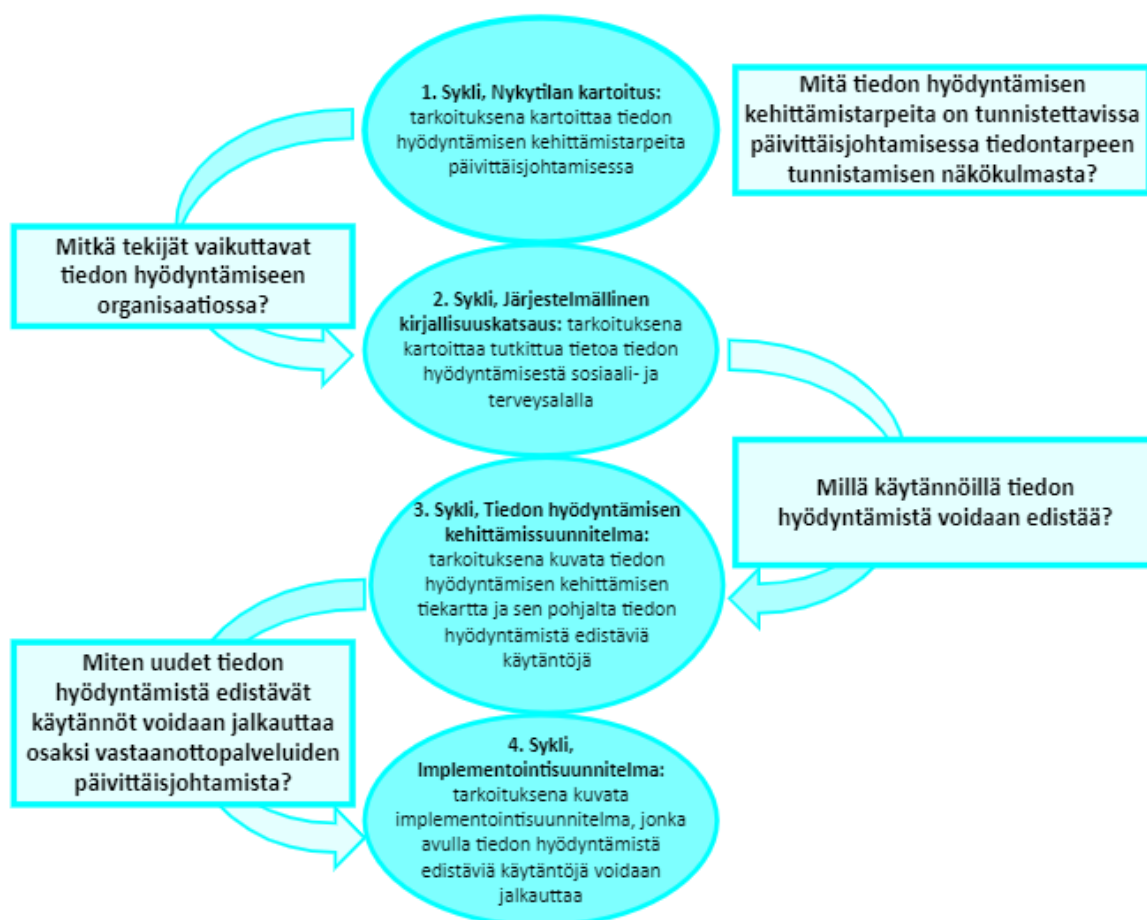 1. Sykli, Nykytilan kartoitus:
tarkoituksena kartoittaa tiedon
hyödyntämisen kehittämistarpeita
päivittäisjohtamisessa
Mitä tiedon hyödyntämisen
kehittämistarpeita on tunnistettavissa
päivittäisjohtamisessa tiedontarpeen
tunnistamisen näkökulmasta?
Mitkä tekijät vaikuttavat
tiedon hyödyntämiseen
organisaatiossa?
2. Sykli, Järjestelmällinen
kirjallisuuskatsaus: tarkoituksena
kartoittaa tutkittua tietoa tiedon
hyödyntämisestä sosiaali- ja
terveysalalla
Millä käytännöillä tiedon
hyödyntämistä voidaan edistää?
3. Sykli, Tiedon hyödyntämisen
kehittämissuunnitelma:
tarkoituksena kuvata tiedon
hyödyntämisen kehittämisen
tiekartta ja sen pohjalta tiedon
hyödyntämistä edistäviä
käytäntöjä
Miten uudet tiedon
hyödyntämistä edistävät
käytännöt voidaan jalkauttaa
osaksi vastaanottopalveluiden
päivittäisjohtamista?
4. Sykli,
Implementointisuunnitelma:
tarkoituksena kuvata
implementointisuunnitelma, jonka
avulla tiedon hyödyntämistä
edistäviä käytäntöjä voidaan
jalkauttaa